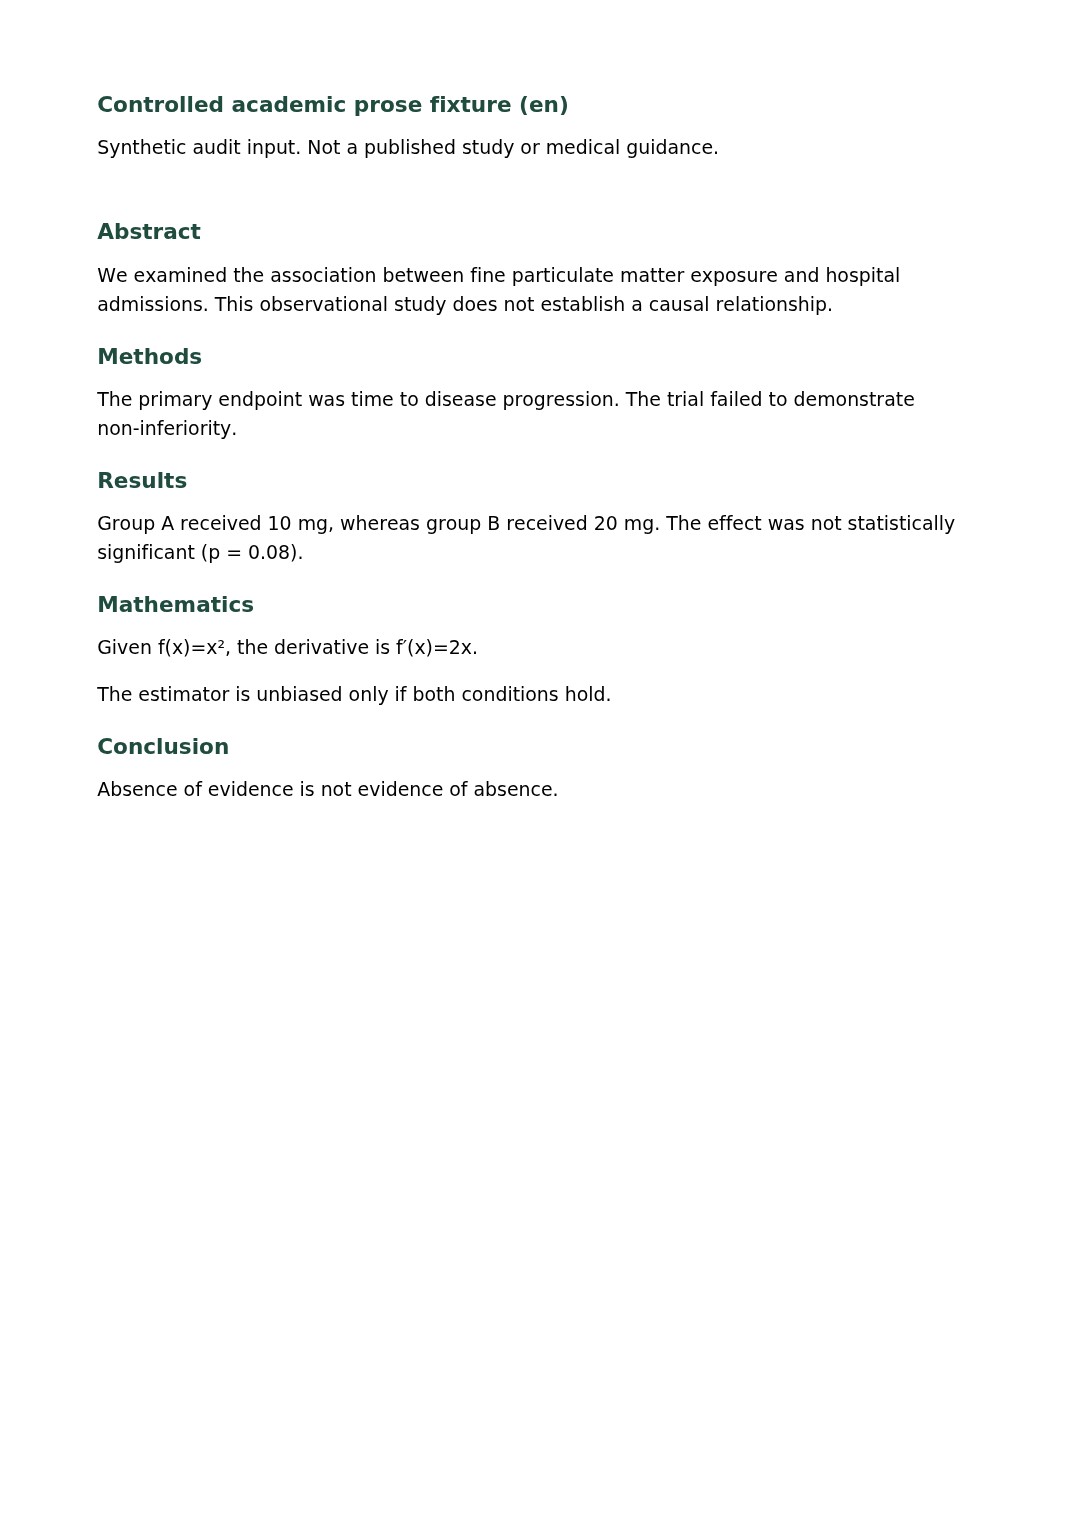 Controlled academic prose fixture (en)
Synthetic audit input. Not a published study or medical guidance.
Abstract
We examined the association between fine particulate matter exposure and hospital
admissions. This observational study does not establish a causal relationship.
Methods
The primary endpoint was time to disease progression. The trial failed to demonstrate
non-inferiority.
Results
Group A received 10 mg, whereas group B received 20 mg. The effect was not statistically
significant (p = 0.08).
Mathematics
Given f(x)=x², the derivative is f′(x)=2x.
The estimator is unbiased only if both conditions hold.
Conclusion
Absence of evidence is not evidence of absence.